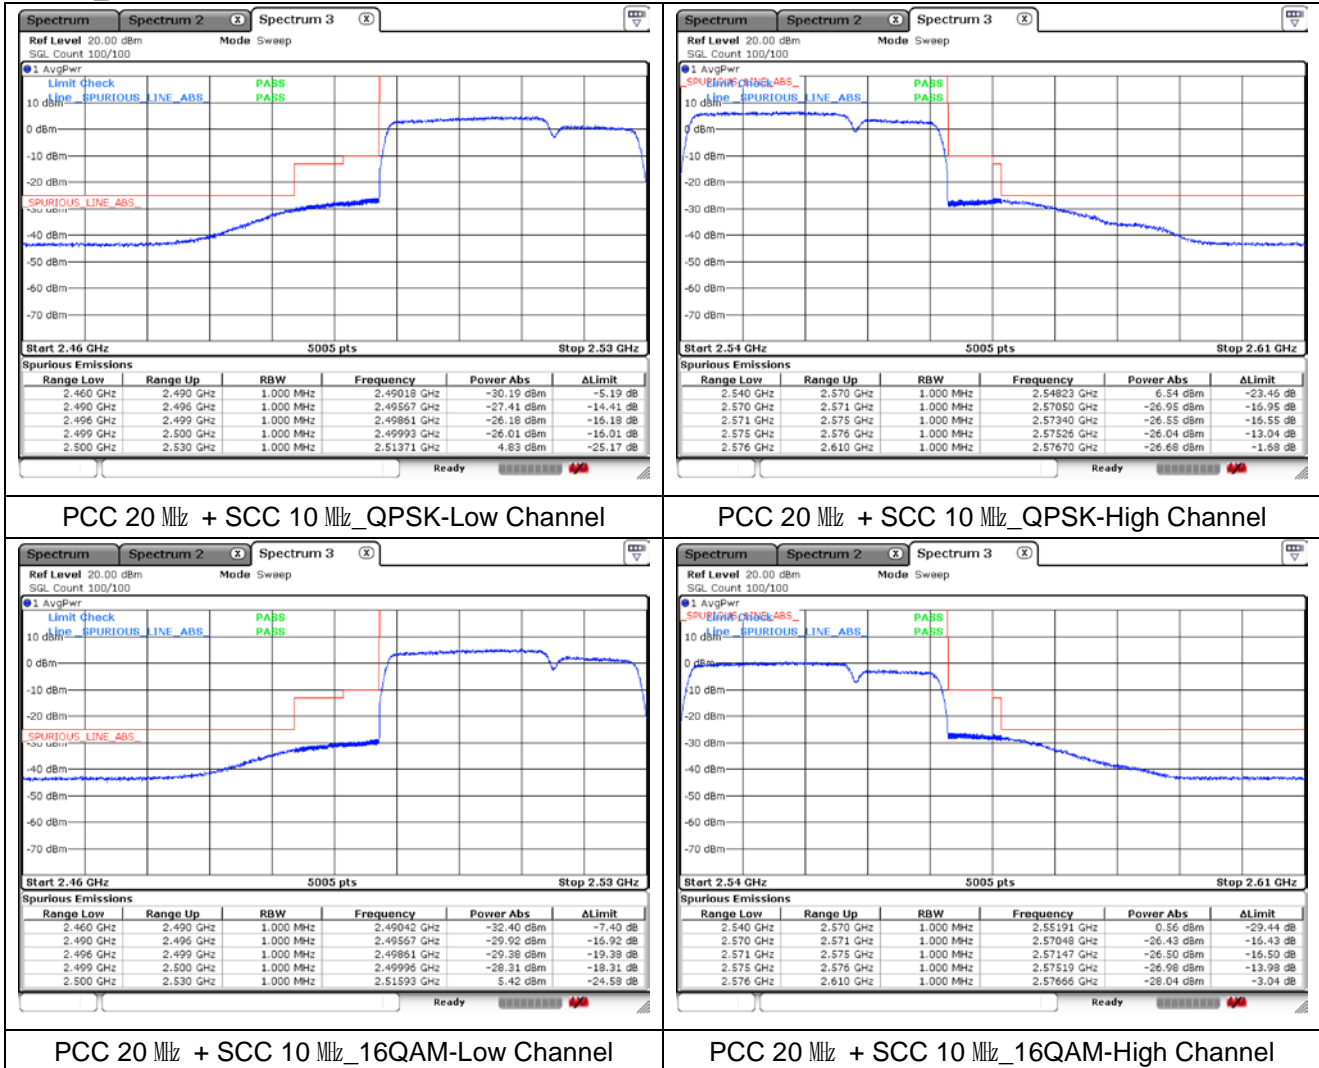 Spectrum Spectrum 2 X Spectrum 3 X
Ref Level 20.00 dBm Mode Sweep
SGL Count 100/100
1 AvgPwr
Limit Check PASS
Line _SPURIOUS_LINE_ABS_ PASS
10 dBm
0 dBm
-10 dBm
-20 dBm
_SPURIOUS_LINE_ABS_
-30 dBm
-40 dBm
-50 dBm
-60 dBm
-70 dBm
Start 2.46 GHz 5005 pts Stop 2.53 GHz
Spurious Emissions
Range Low Range Up RBW Frequency Power Abs ΔLimit
2.460 GHz 2.490 GHz 1.000 MHz 2.49018 GHz -30.19 dBm -5.19 dB
2.490 GHz 2.496 GHz 1.000 MHz 2.49567 GHz -27.41 dBm -14.41 dB
2.496 GHz 2.499 GHz 1.000 MHz 2.49861 GHz -26.18 dBm -16.18 dB
2.499 GHz 2.500 GHz 1.000 MHz 2.49993 GHz -26.01 dBm -16.01 dB
2.500 GHz 2.530 GHz 1.000 MHz 2.51371 GHz 4.83 dBm -25.17 dB
Ready
PCC 20 ㎒ + SCC 10 ㎒_QPSK-Low Channel
Spectrum Spectrum 2 X Spectrum 3 X
Ref Level 20.00 dBm Mode Sweep
SGL Count 100/100
1 AvgPwr
_SPURIOUS_LINE_ABS_
Limit Check PASS
Line _SPURIOUS_LINE_ABS_ PASS
10 dBm
0 dBm
-10 dBm
-20 dBm
-30 dBm
-40 dBm
-50 dBm
-60 dBm
-70 dBm
Start 2.54 GHz 5005 pts Stop 2.61 GHz
Spurious Emissions
Range Low Range Up RBW Frequency Power Abs ΔLimit
2.540 GHz 2.570 GHz 1.000 MHz 2.54823 GHz 6.54 dBm -23.46 dB
2.570 GHz 2.571 GHz 1.000 MHz 2.57050 GHz -26.95 dBm -16.95 dB
2.571 GHz 2.575 GHz 1.000 MHz 2.57340 GHz -26.55 dBm -16.55 dB
2.575 GHz 2.576 GHz 1.000 MHz 2.57526 GHz -26.04 dBm -13.04 dB
2.576 GHz 2.610 GHz 1.000 MHz 2.57670 GHz -26.68 dBm -1.68 dB
Ready
PCC 20 ㎒ + SCC 10 ㎒_QPSK-High Channel
Spectrum Spectrum 2 X Spectrum 3 X
Ref Level 20.00 dBm Mode Sweep
SGL Count 100/100
1 AvgPwr
Limit Check PASS
Line _SPURIOUS_LINE_ABS_ PASS
10 dBm
0 dBm
-10 dBm
-20 dBm
_SPURIOUS_LINE_ABS_
-30 dBm
-40 dBm
-50 dBm
-60 dBm
-70 dBm
Start 2.46 GHz 5005 pts Stop 2.53 GHz
Spurious Emissions
Range Low Range Up RBW Frequency Power Abs ΔLimit
2.460 GHz 2.490 GHz 1.000 MHz 2.49042 GHz -32.40 dBm -7.40 dB
2.490 GHz 2.496 GHz 1.000 MHz 2.49567 GHz -29.92 dBm -16.92 dB
2.496 GHz 2.499 GHz 1.000 MHz 2.49861 GHz -29.38 dBm -19.38 dB
2.499 GHz 2.500 GHz 1.000 MHz 2.49996 GHz -28.31 dBm -18.31 dB
2.500 GHz 2.530 GHz 1.000 MHz 2.51593 GHz 5.42 dBm -24.58 dB
Ready
PCC 20 ㎒ + SCC 10 ㎒_16QAM-Low Channel
Spectrum Spectrum 2 X Spectrum 3 X
Ref Level 20.00 dBm Mode Sweep
SGL Count 100/100
1 AvgPwr
_SPURIOUS_LINE_ABS_
Limit Check PASS
Line _SPURIOUS_LINE_ABS_ PASS
10 dBm
0 dBm
-10 dBm
-20 dBm
-30 dBm
-40 dBm
-50 dBm
-60 dBm
-70 dBm
Start 2.54 GHz 5005 pts Stop 2.61 GHz
Spurious Emissions
Range Low Range Up RBW Frequency Power Abs ΔLimit
2.540 GHz 2.570 GHz 1.000 MHz 2.55191 GHz 0.56 dBm -29.44 dB
2.570 GHz 2.571 GHz 1.000 MHz 2.57048 GHz -26.43 dBm -16.43 dB
2.571 GHz 2.575 GHz 1.000 MHz 2.57147 GHz -26.50 dBm -16.50 dB
2.575 GHz 2.576 GHz 1.000 MHz 2.57519 GHz -26.98 dBm -13.98 dB
2.576 GHz 2.610 GHz 1.000 MHz 2.57666 GHz -28.04 dBm -3.04 dB
Ready
PCC 20 ㎒ + SCC 10 ㎒_16QAM-High Channel